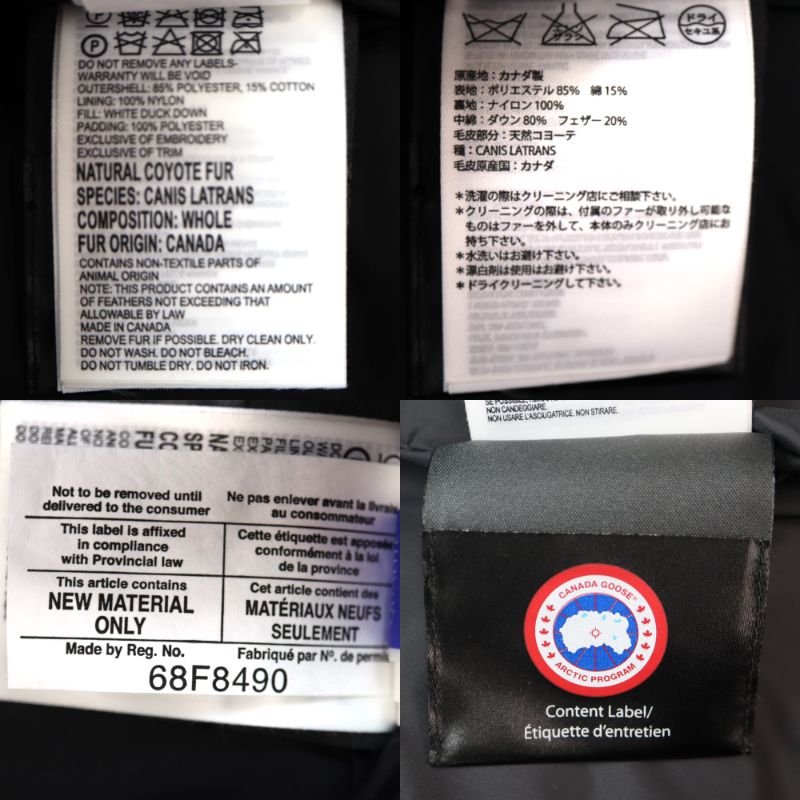 DO NOT REMOVE ANY LABELS-
WARRANTY WILL BE VOID
OUTERSHELL: 85% POLYESTER, 15% COTTON
LINING: 100% NYLON
FILL: WHITE DUCK DOWN
PADDING: 100% POLYESTER
EXCLUSIVE OF EMBROIDERY
EXCLUSIVE OF TRIM
NATURAL COYOTE FUR
SPECIES: CANIS LATRANS
COMPOSITION: WHOLE
FUR ORIGIN: CANADA
CONTAINS NON-TEXTILE PARTS OF
ANIMAL ORIGIN
NOTE: THIS PRODUCT CONTAINS AN AMOUNT
OF FEATHERS NOT EXCEEDING THAT
ALLOWABLE BY LAW
MADE IN CANADA
REMOVE FUR IF POSSIBLE. DRY CLEAN ONLY.
DO NOT WASH. DO NOT BLEACH.
DO NOT TUMBLE DRY. DO NOT IRON.
ドライ
セキユ系
原産地：カナダ製
表地：ポリエステル 85%　綿 15%
裏地：ナイロン 100%
中綿：ダウン 80%　フェザー 20%
毛皮部分：天然コヨーテ
種：CANIS LATRANS
毛皮原産国：カナダ
＊洗濯の際はクリーニング店にご相談下さい。
＊クリーニングの際は、付属のファーが取り外し可能な
ものはファーを外して、本体のみクリーニング店にお
持ち下さい。
＊水洗いはお避け下さい。
＊漂白剤は使用はお避け下さい。
＊ドライクリーニングして下さい。
Not to be removed until
delivered to the consumer
Ne pas enlever avant la livrais
au consommateur
This label is affixed
in compliance
with Provincial law
Cette étiquette est apposée
conformément à la loi
de la province
This article contains
NEW MATERIAL
ONLY
Cet article contient des
MATÉRIAUX NEUFS
SEULEMENT
Made by Reg. No.
Fabriqué par N°. de permis
68F8490
NON CANDEGGIARE.
NON USARE L'ASCIUGATRICE. NON STIRARE.
CANADA GOOSE®
ARCTIC PROGRAM
Content Label/
Étiquette d'entretien